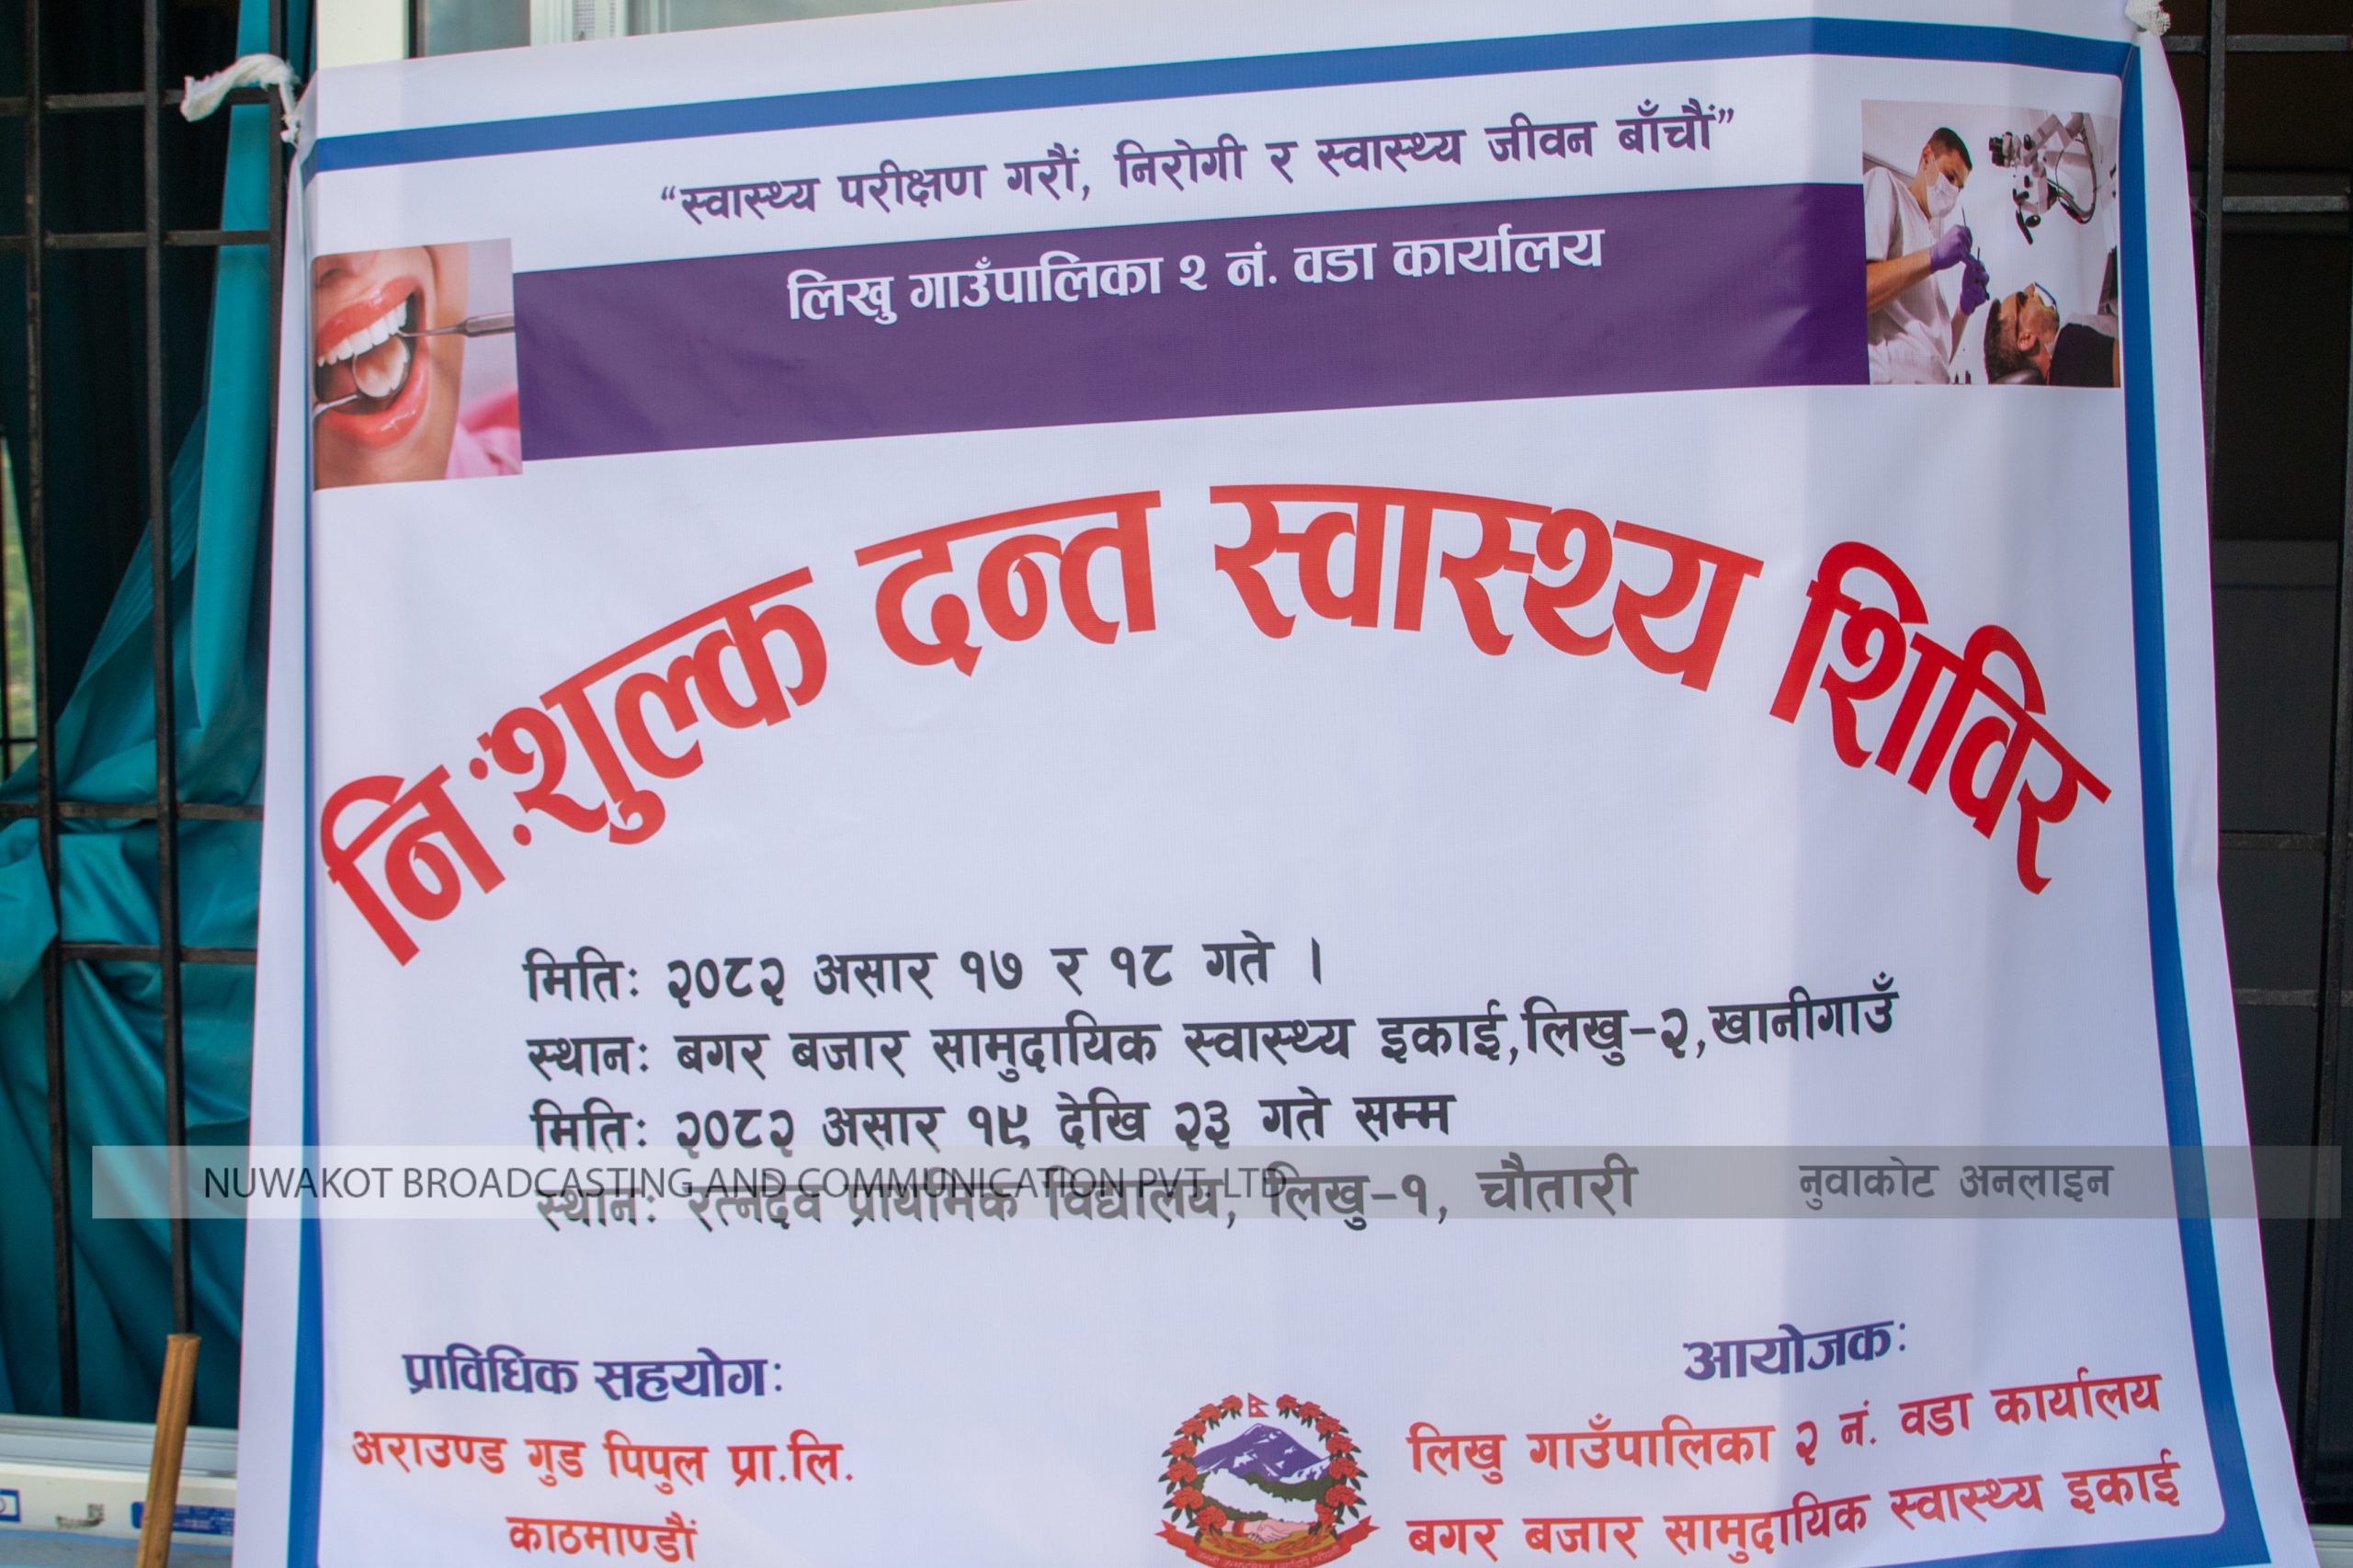 “स्वास्थ्य परीक्षण गरौं, निरोगी र स्वास्थ्य जीवन बाँचौं”
लिखु गाउँपालिका २ नं. वडा कार्यालय
निःशुल्क दन्त स्वास्थ्य शिविर
मितिः २०८२ असार १७ र १८ गते ।
स्थानः बगर बजार सामुदायिक स्वास्थ्य इकाई,लिखु-२,खानीगाउँ
मितिः २०८२ असार १९ देखि २३ गते सम्म
स्थानः रत्नदेव प्राथमिक विद्यालय, लिखु-१, चौतारी
NUWAKOT BROADCASTING AND COMMUNICATION PVT. LTD
नुवाकोट अनलाइन
प्राविधिक सहयोगः
अराउण्ड गुड पिपुल प्रा.लि.
काठमाण्डौं
आयोजकः
लिखु गाउँपालिका २ नं. वडा कार्यालय
बगर बजार सामुदायिक स्वास्थ्य इकाई